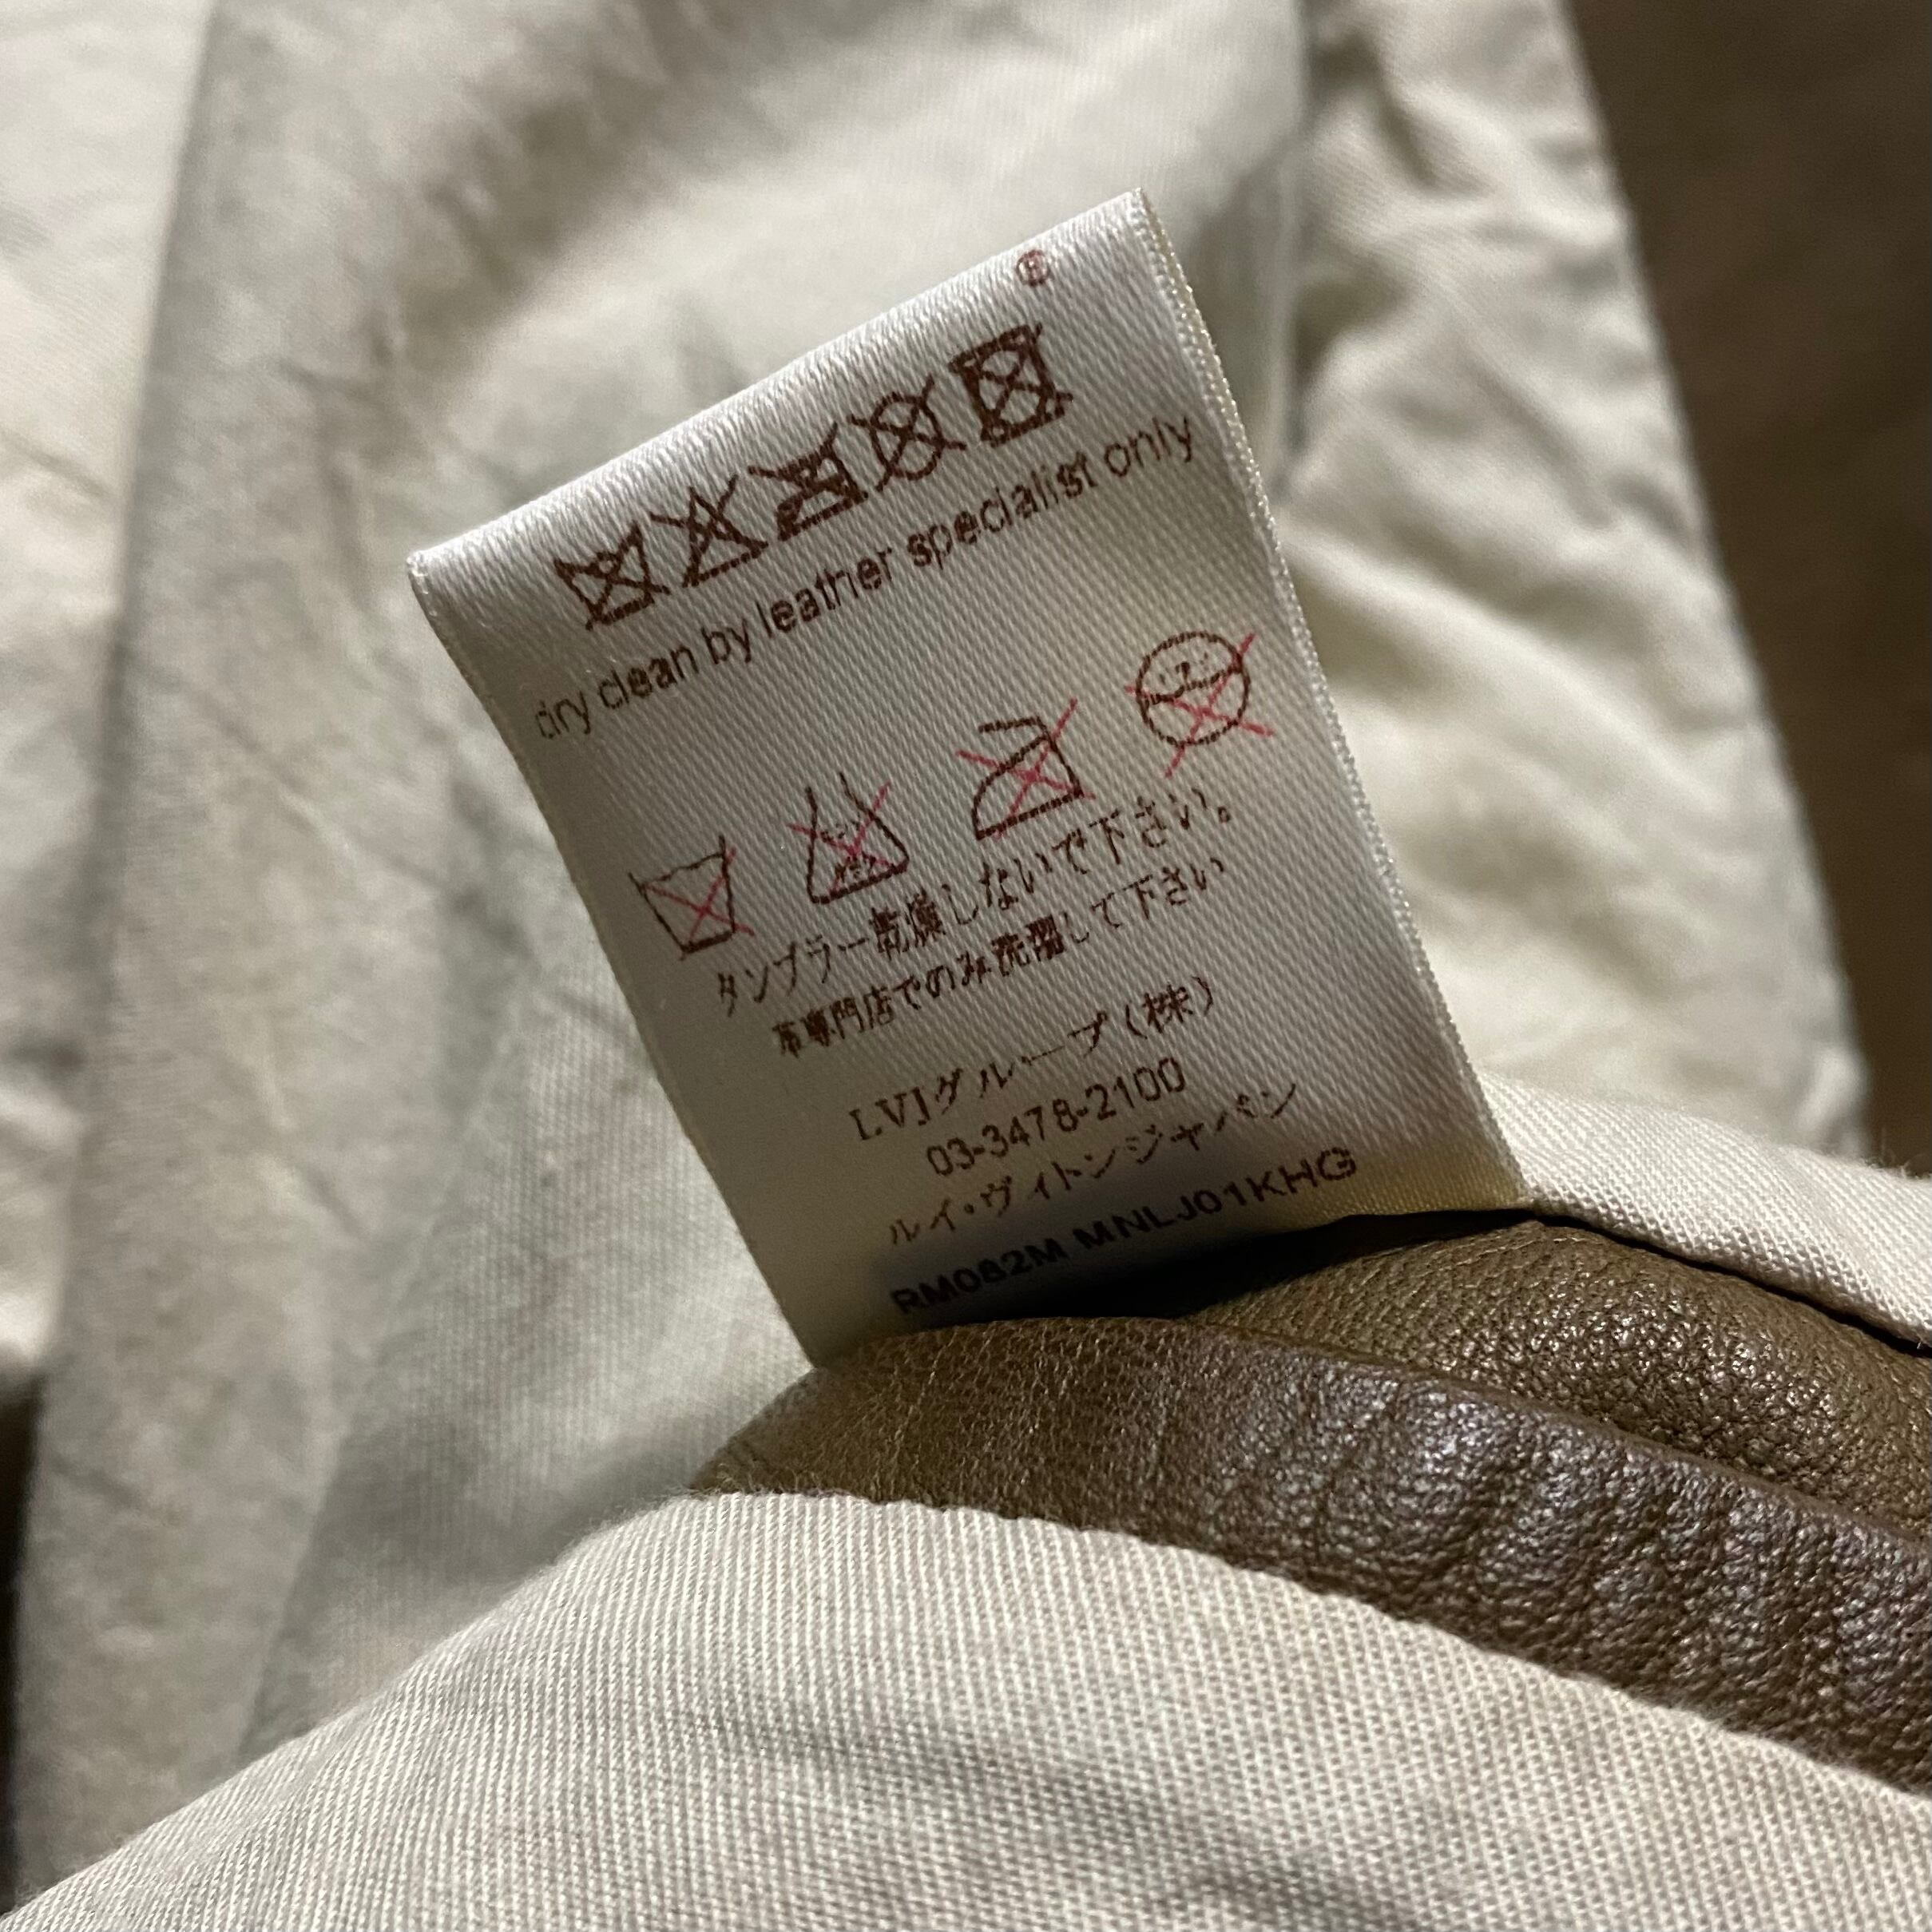 ®
dry clean by leather specialist only
タンブラー乾燥しないで下さい。
革専門店でのみ洗濯して下さい
LVJグループ(株)
03-3478-2100
ルイ・ヴィトンジャパン
RM082M MNLJ01KHG